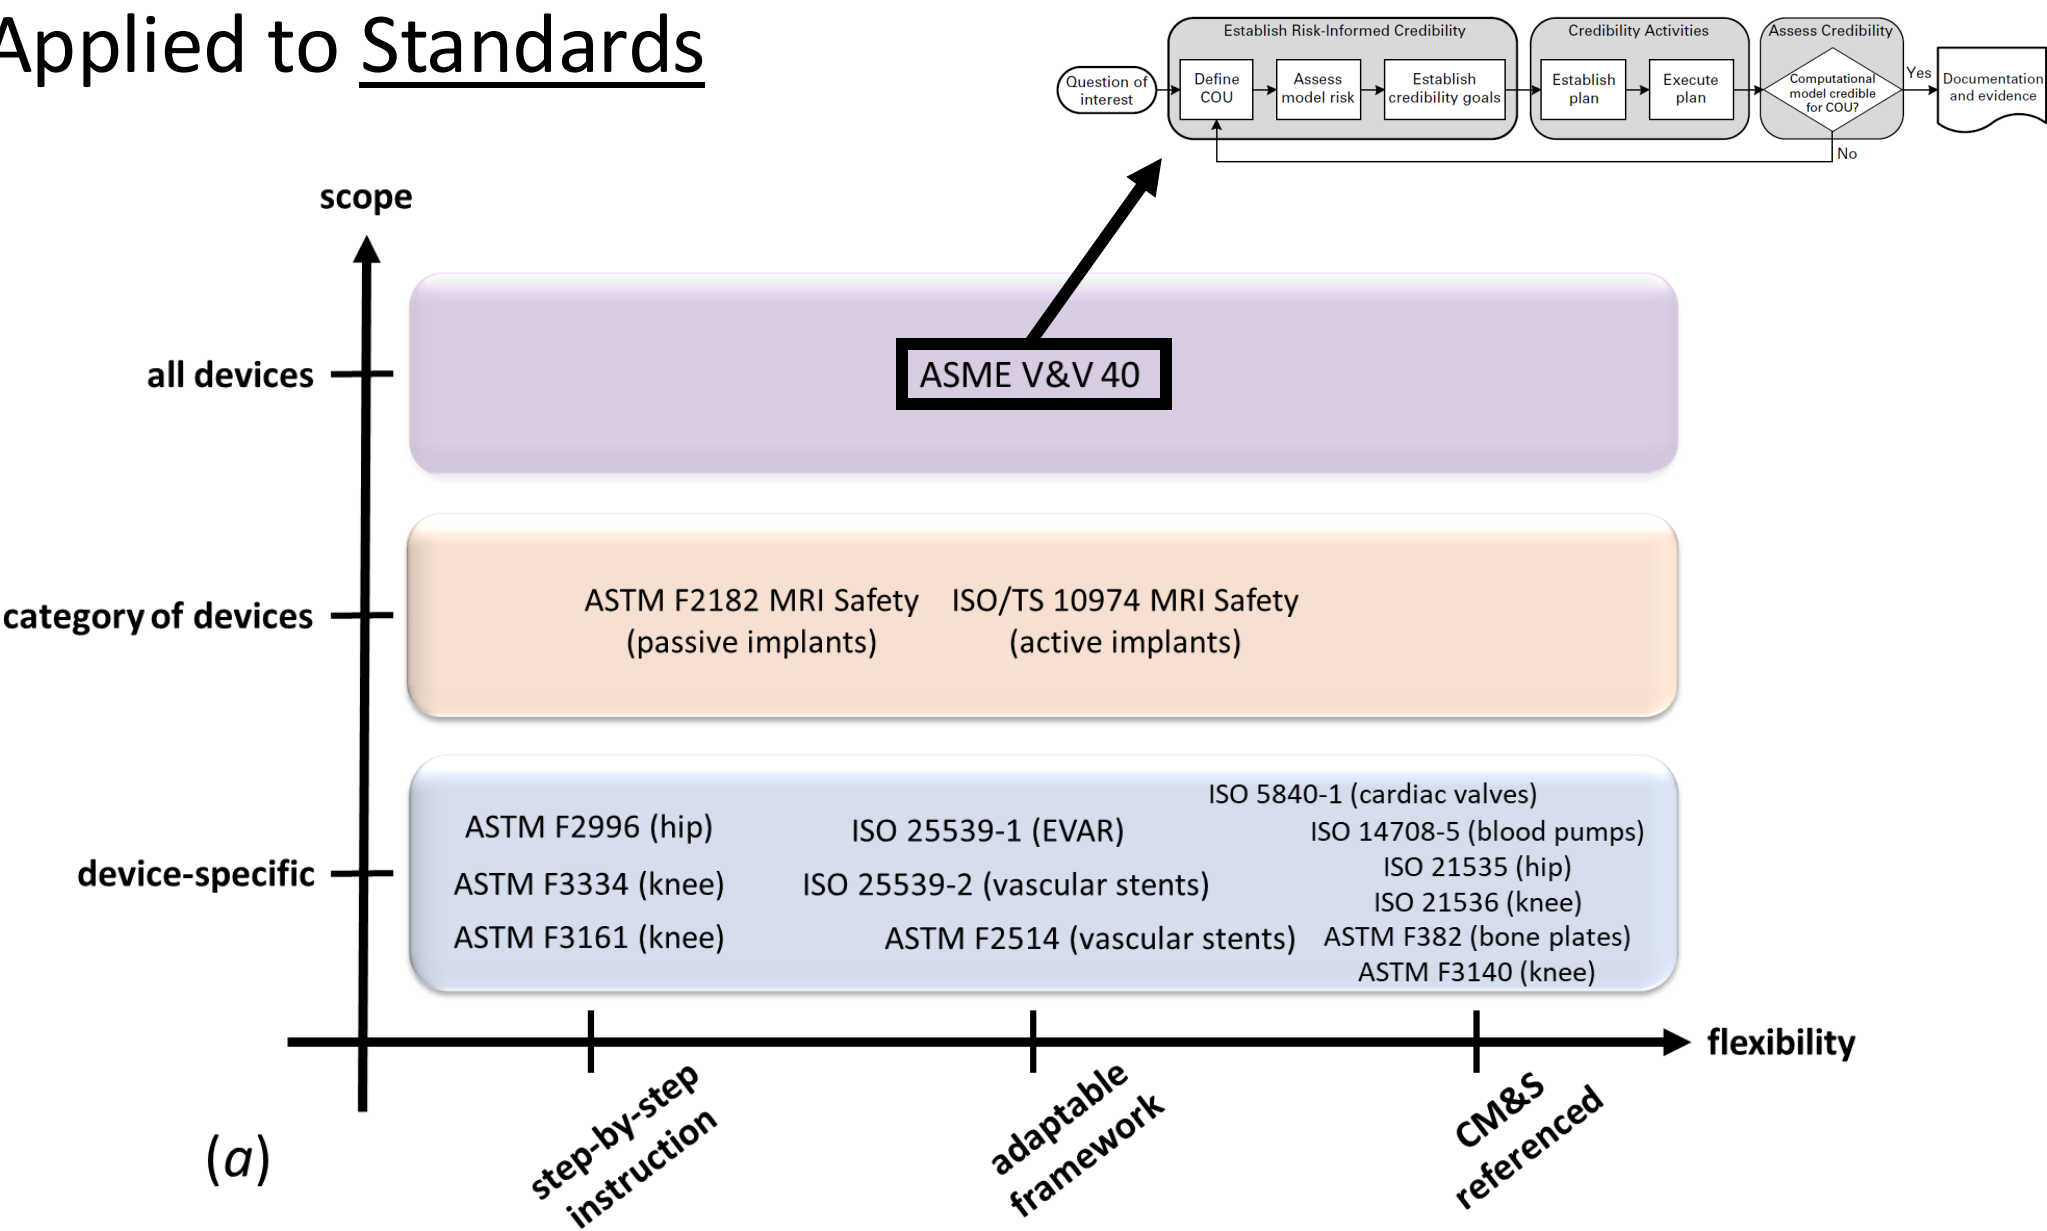 Applied to Standards
Establish Risk-Informed Credibility
Credibility Activities
Assess Credibility
Question of
interest
Define
COU
Assess
model risk
Establish
credibility goals
Establish
plan
Execute
plan
Computational
model credible
for COU?
Yes
No
Documentation
and evidence
scope
all devices
ASME V&V 40
category of devices
ASTM F2182 MRI Safety
(passive implants)
ISO/TS 10974 MRI Safety
(active implants)
device-specific
ASTM F2996 (hip)
ASTM F3334 (knee)
ASTM F3161 (knee)
ISO 25539-1 (EVAR)
ISO 25539-2 (vascular stents)
ASTM F2514 (vascular stents)
ISO 5840-1 (cardiac valves)
ISO 14708-5 (blood pumps)
ISO 21535 (hip)
ISO 21536 (knee)
ASTM F382 (bone plates)
ASTM F3140 (knee)
flexibility
step-by-step
instruction
adaptable
framework
CM&S
referenced
(a)